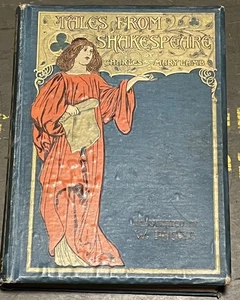 TALES FROM
SHAKESPEARE
CHARLES & MARY LAMB